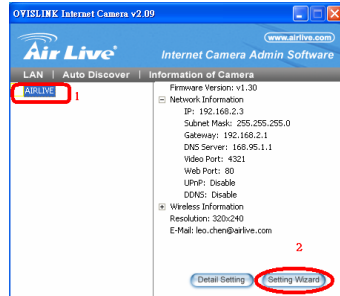 OVISLINK Internet Camera v2.09
www.airlive.com
Air Live
Internet Camera Admin Software
LAN | Auto Discover | Information of Camera
AIRLIVE
1
Firmware Version: v1.30
Network Information
IP: 192.168.2.3
Subnet Mask: 255.255.255.0
Gateway: 192.168.2.1
DNS Server: 168.95.1.1
Video Port: 4321
Web Port: 80
UPnP: Disable
DDNS: Disable
Wireless Information
Resolution: 320x240
E-Mail: leo.chen@airlive.com
2
Detail Setting
Setting Wizard